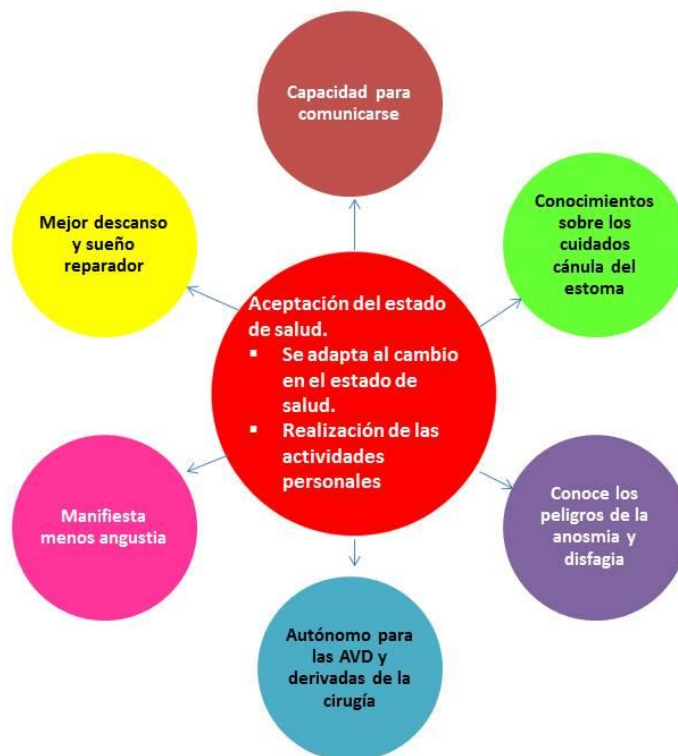 Capacidad para
comunicarse
Mejor descanso
y sueño
reparador
Conocimientos
sobre los
cuidados
cánula del
estoma
Aceptación del estado
de salud.
▪ Se adapta al cambio
en el estado de
salud.
▪ Realización de las
actividades
personales
Manifiesta
menos angustia
Conoce los
peligros de la
anosmia y
disfagia
Autónomo para
las AVD y
derivadas de la
cirugía